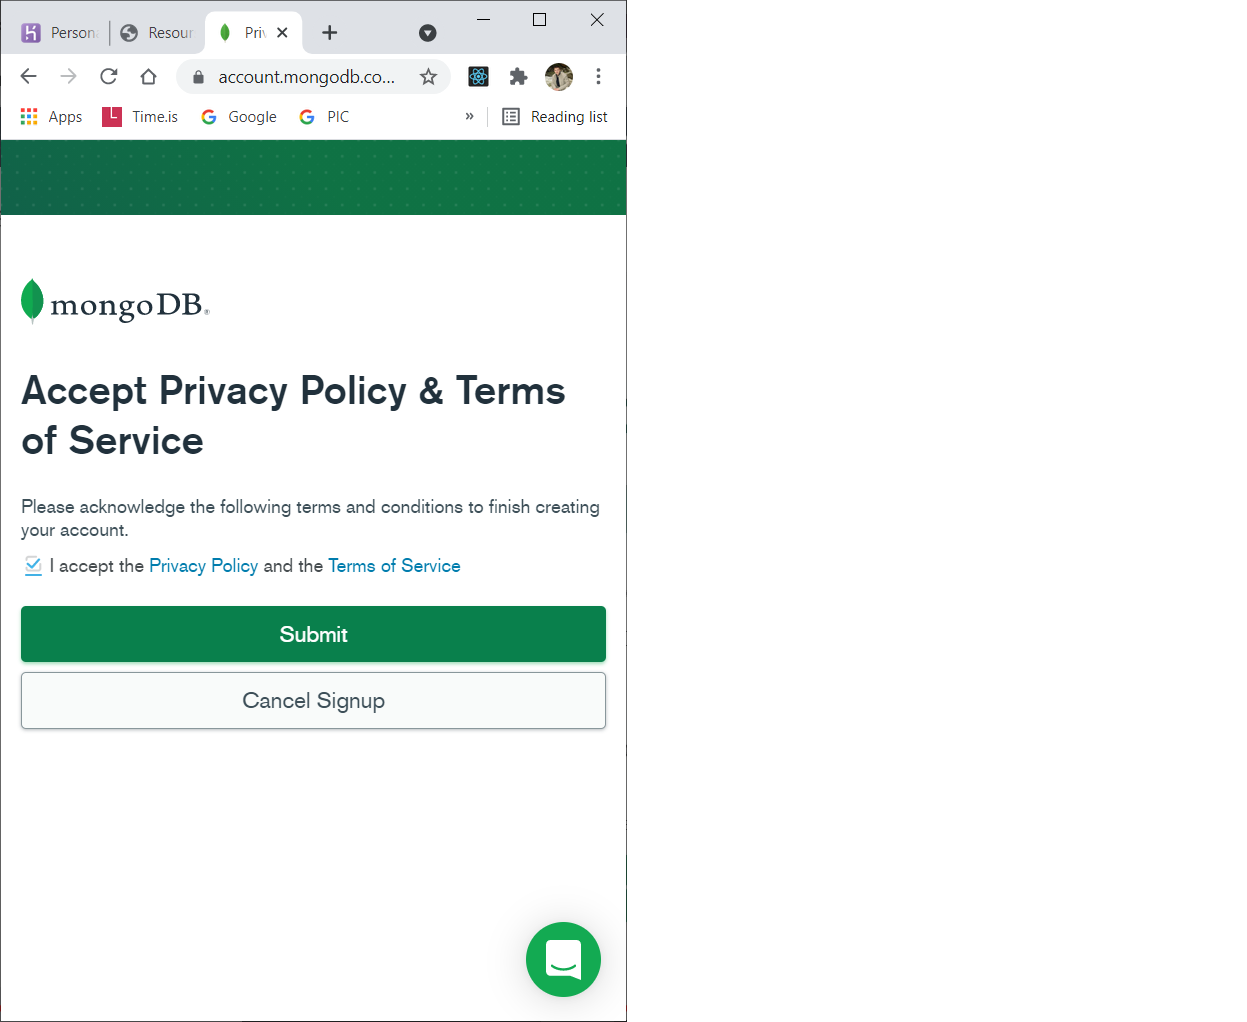 Person
Resour
Pri
account.mongodb.co...
Apps
Time.is
Google
PIC
»
Reading list
mongoDB®
Accept Privacy Policy & Terms
of Service
Please acknowledge the following terms and conditions to finish creating
your account.
I accept the Privacy Policy and the Terms of Service
Submit
Cancel Signup